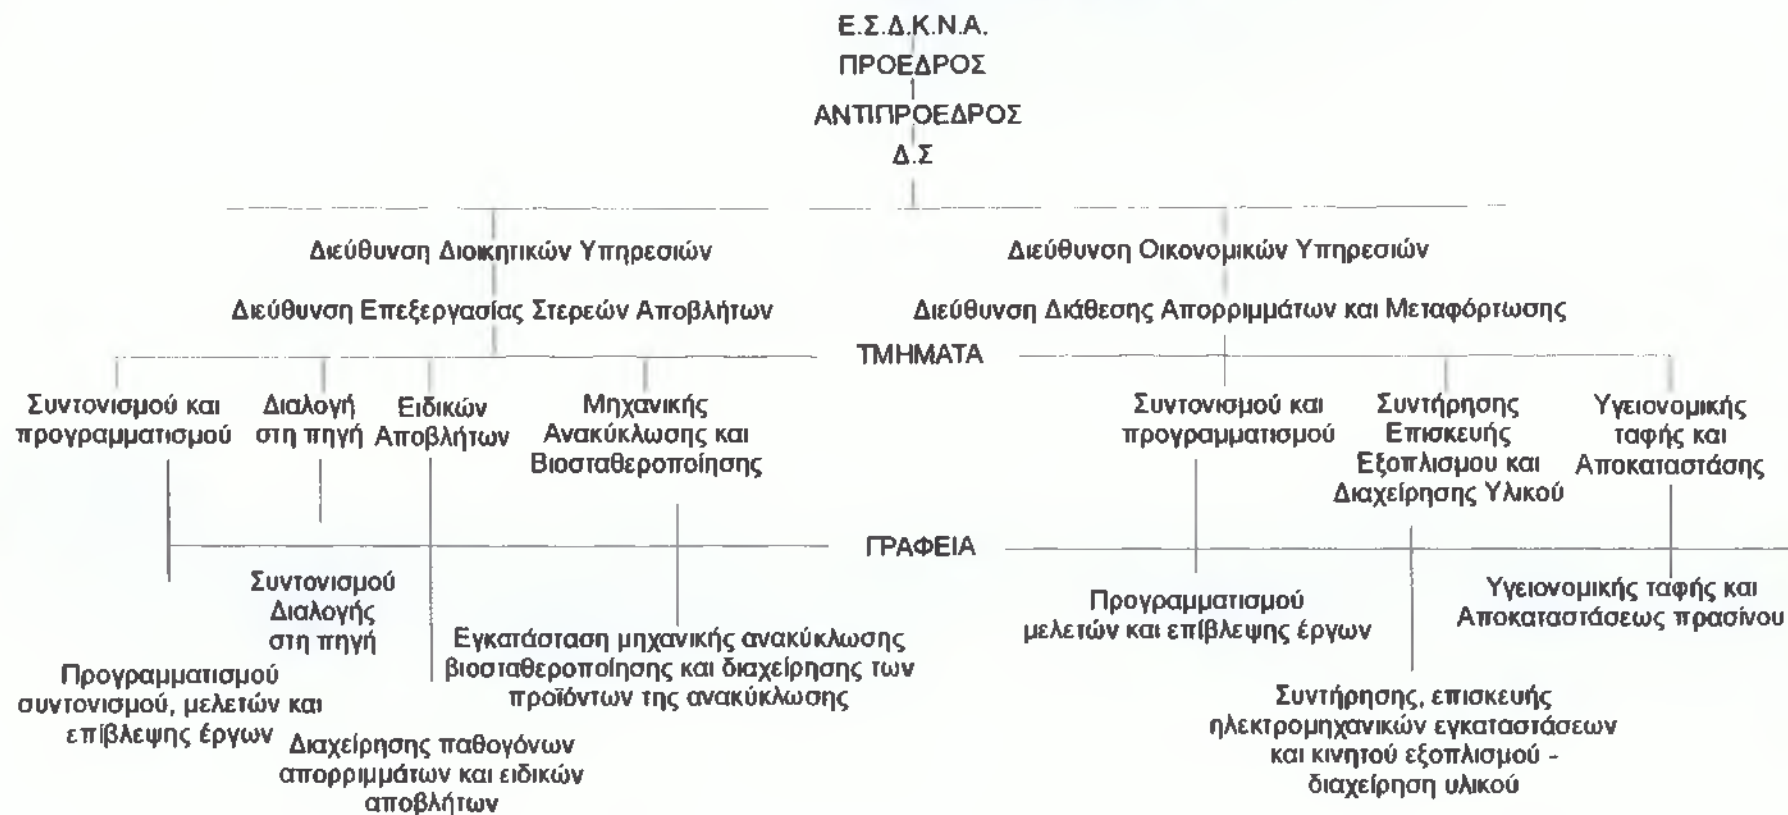 Ε.Σ.Δ.Κ.Ν.Α.
ΠΡΟΕΔΡΟΣ
ΑΝΤΙΠΡΟΕΔΡΟΣ
Δ.Σ
Διεύθυνση Διοικητικών Υπηρεσιών
Διεύθυνση Οικονομικών Υπηρεσιών
Διεύθυνση Επεξεργασίας Στερεών Αποβλήτων
Διεύθυνση Διάθεσης Απορριμμάτων και Μεταφόρτωσης
ΤΜΗΜΑΤΑ
Συντονισμού και
προγραμματισμού
Διαλογή
στη πηγή
Ειδικών
Αποβλήτων
Μηχανικής
Ανακύκλωσης και
Βιοσταθεροποίησης
Συντονισμού και
προγραμματισμού
Συντήρησης
Επισκευής
Εξοπλισμου και
Διαχείρησης Υλικού
Υγειονομικής
ταφής και
Αποκαταστάσης
ΓΡΑΦΕΙΑ
Προγραμματισμού
συντονισμού, μελετών και
επίβλεψης έργων
Συντονισμού
Διαλογής
στη πηγή
Διαχείρησης παθογόνων
απορριμμάτων και ειδικών
αποβλήτων
Εγκατάσταση μηχανικής ανακύκλωσης
βιοσταθεροποίησης και διαχείρησης των
προϊόντων της ανακύκλωσης
Προγραμματισμού
μελετών και επίβλεψης έργων
Συντήρησης, επισκευής
ηλεκτρομηχανικών εγκαταστάσεων
και κινητού εξοπλισμού -
διαχείρηση υλικού
Υγειονομικής ταφής και
Αποκαταστάσεως πρασίνου